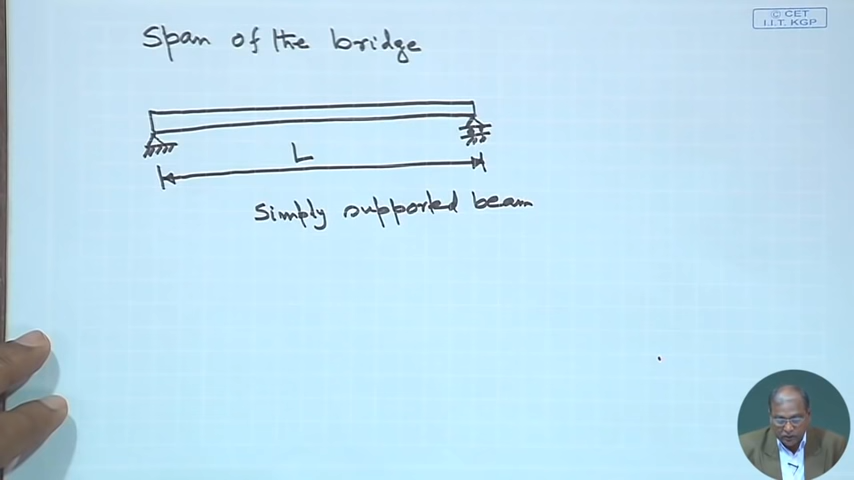 Span of the bridge
© CET
I.I.T. KGP
L
Simply supported beam